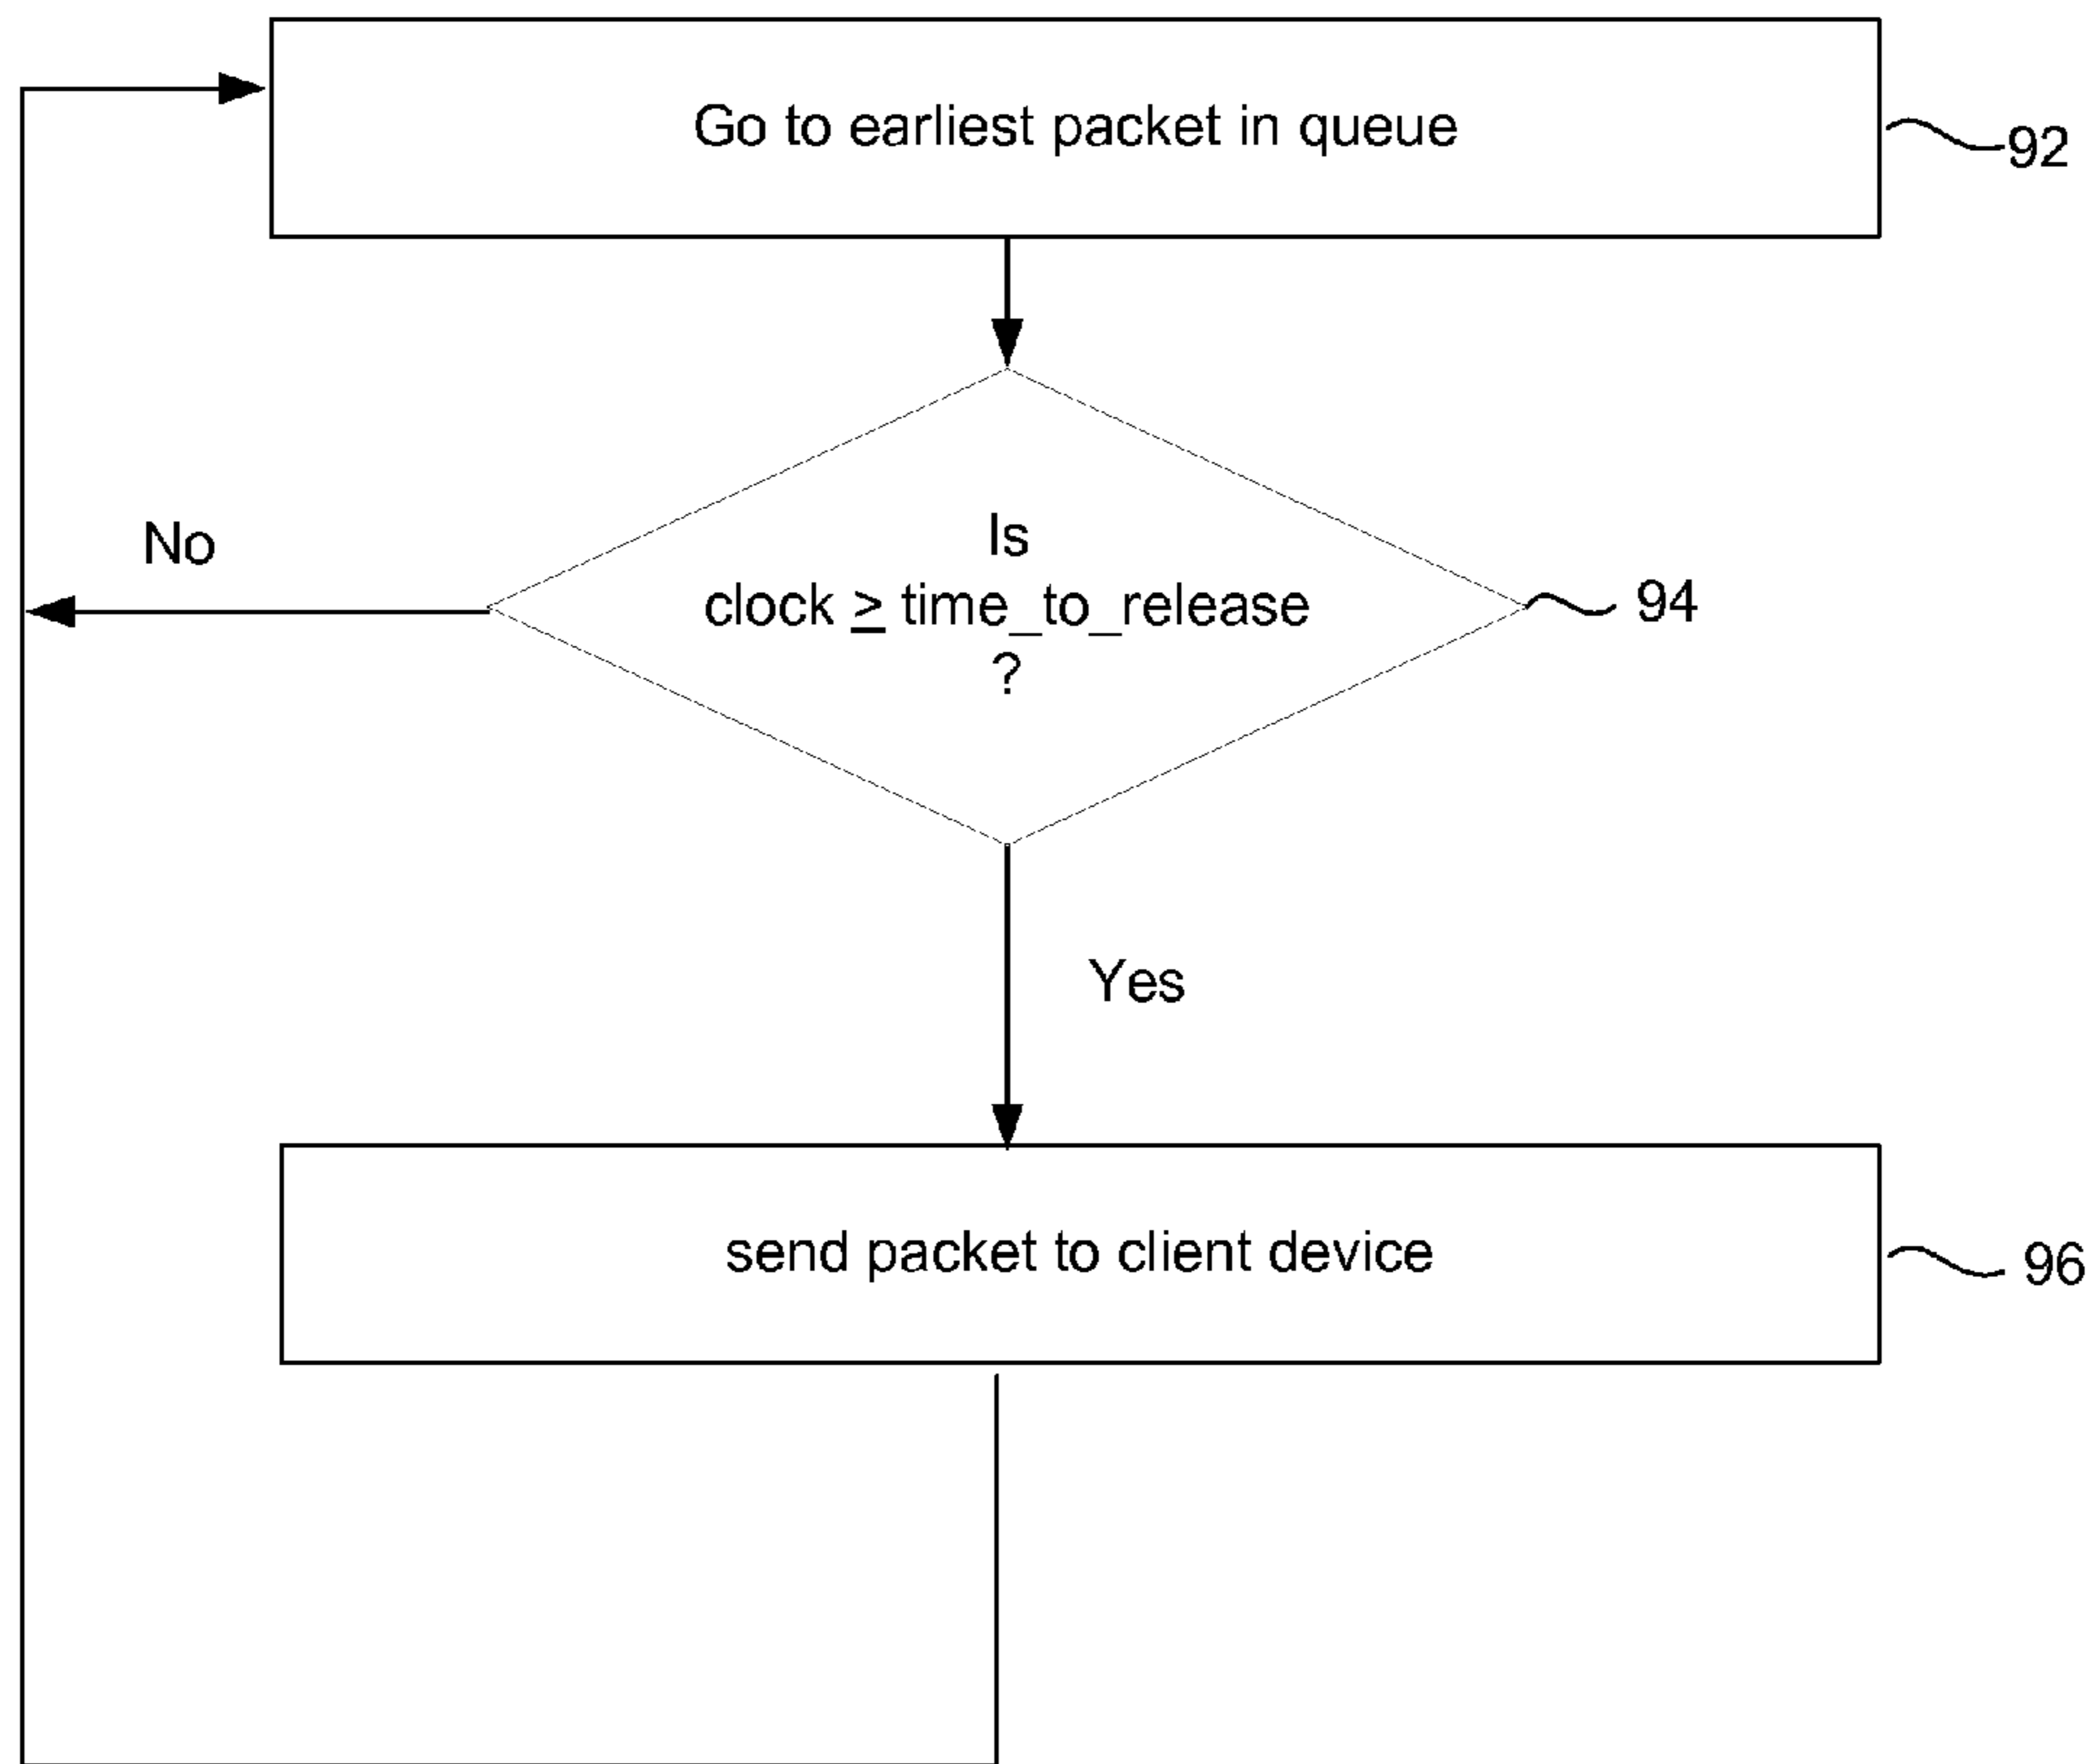 Go to earliest packet in queue
92
Is
clock ≥ time_to_release
?
94
No
Yes
send packet to client device
96